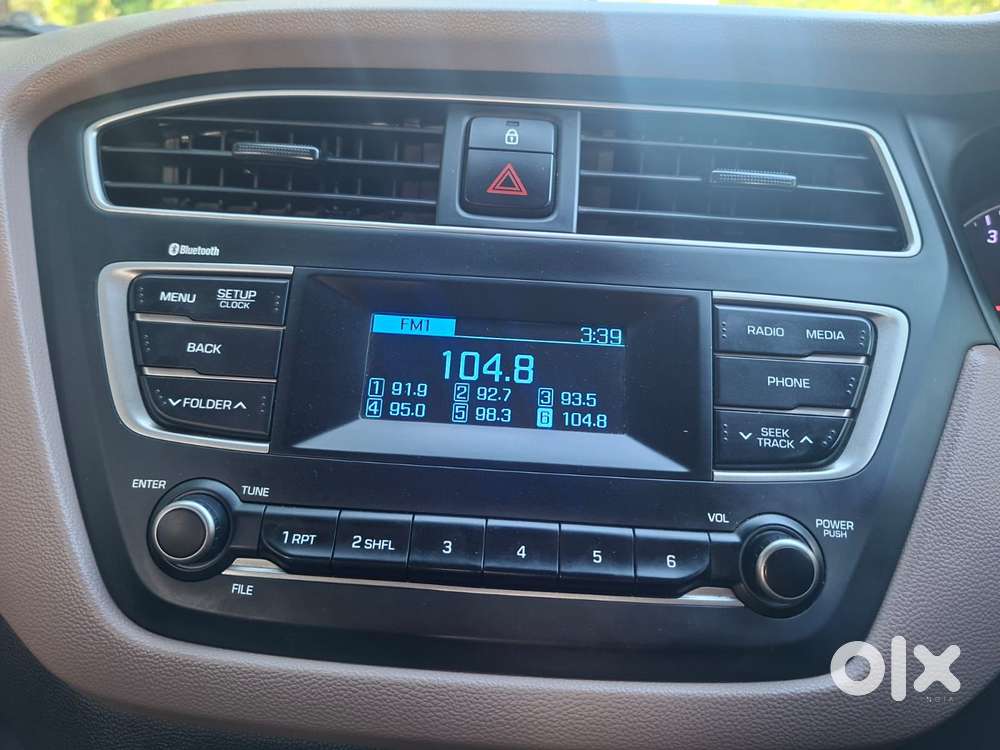 Bluetooth
MENU SETUP
CLOCK
BACK
FOLDER
FM1 3:39
104.8
1 91.9 2 92.7 3 93.5
4 95.0 5 98.3 6 104.8
RADIO MEDIA
PHONE
SEEK
TRACK
ENTER TUNE
FILE
1 RPT 2 SHFL 3 4 5 6
VOL POWER
PUSH
3
olx